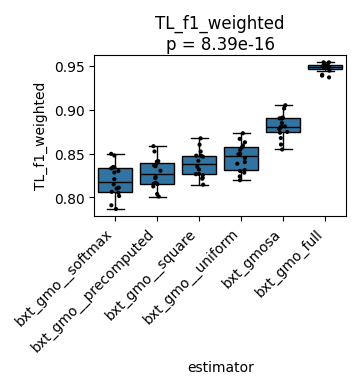 TL_f1_weighted
p = 8.39e-16
TL_f1_weighted
0.95
0.90
0.85
0.80
bxt_gmo__softmax
bxt_gmo__precomputed
bxt_gmo__square
bxt_gmo__uniform
bxt_gmosa
bxt_gmo_full
estimator